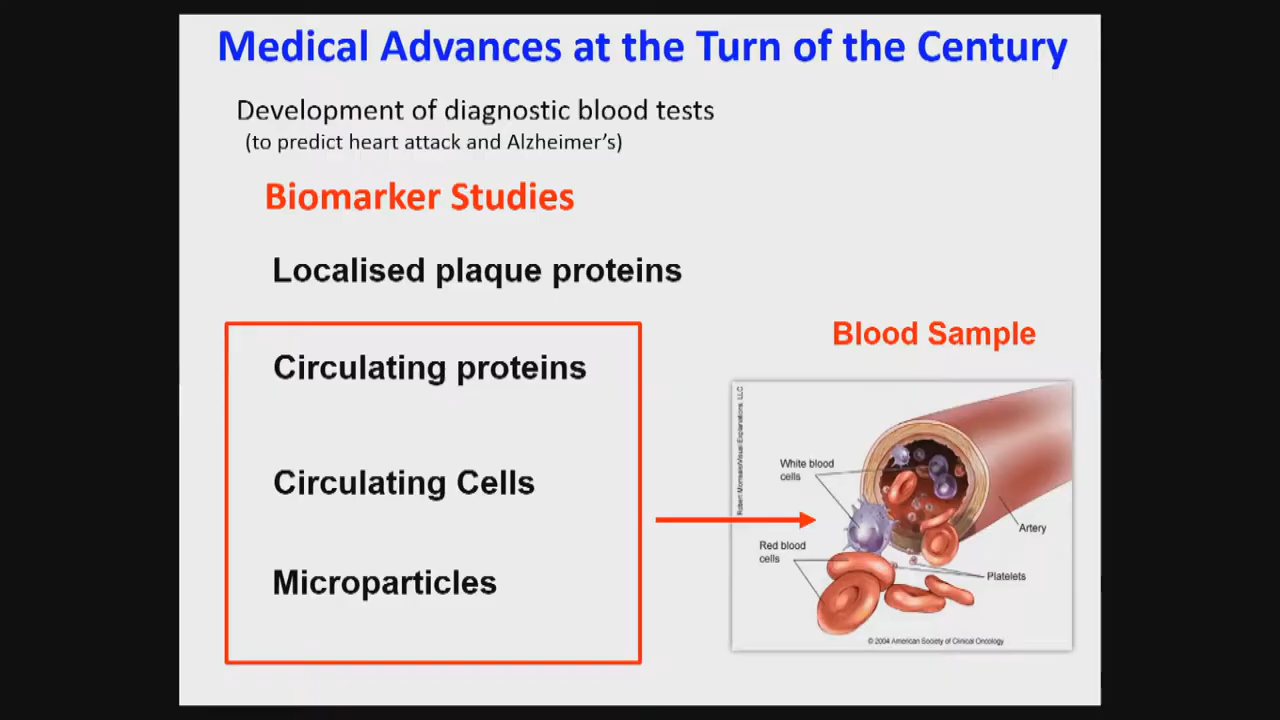 Medical Advances at the Turn of the Century
Development of diagnostic blood tests
(to predict heart attack and Alzheimer's)
Biomarker Studies
Localised plaque proteins
Circulating proteins
Circulating Cells
Microparticles
Blood Sample
White blood
cells
Red blood
cells
Artery
Platelets
© 2004 American Society of Clinical Oncology